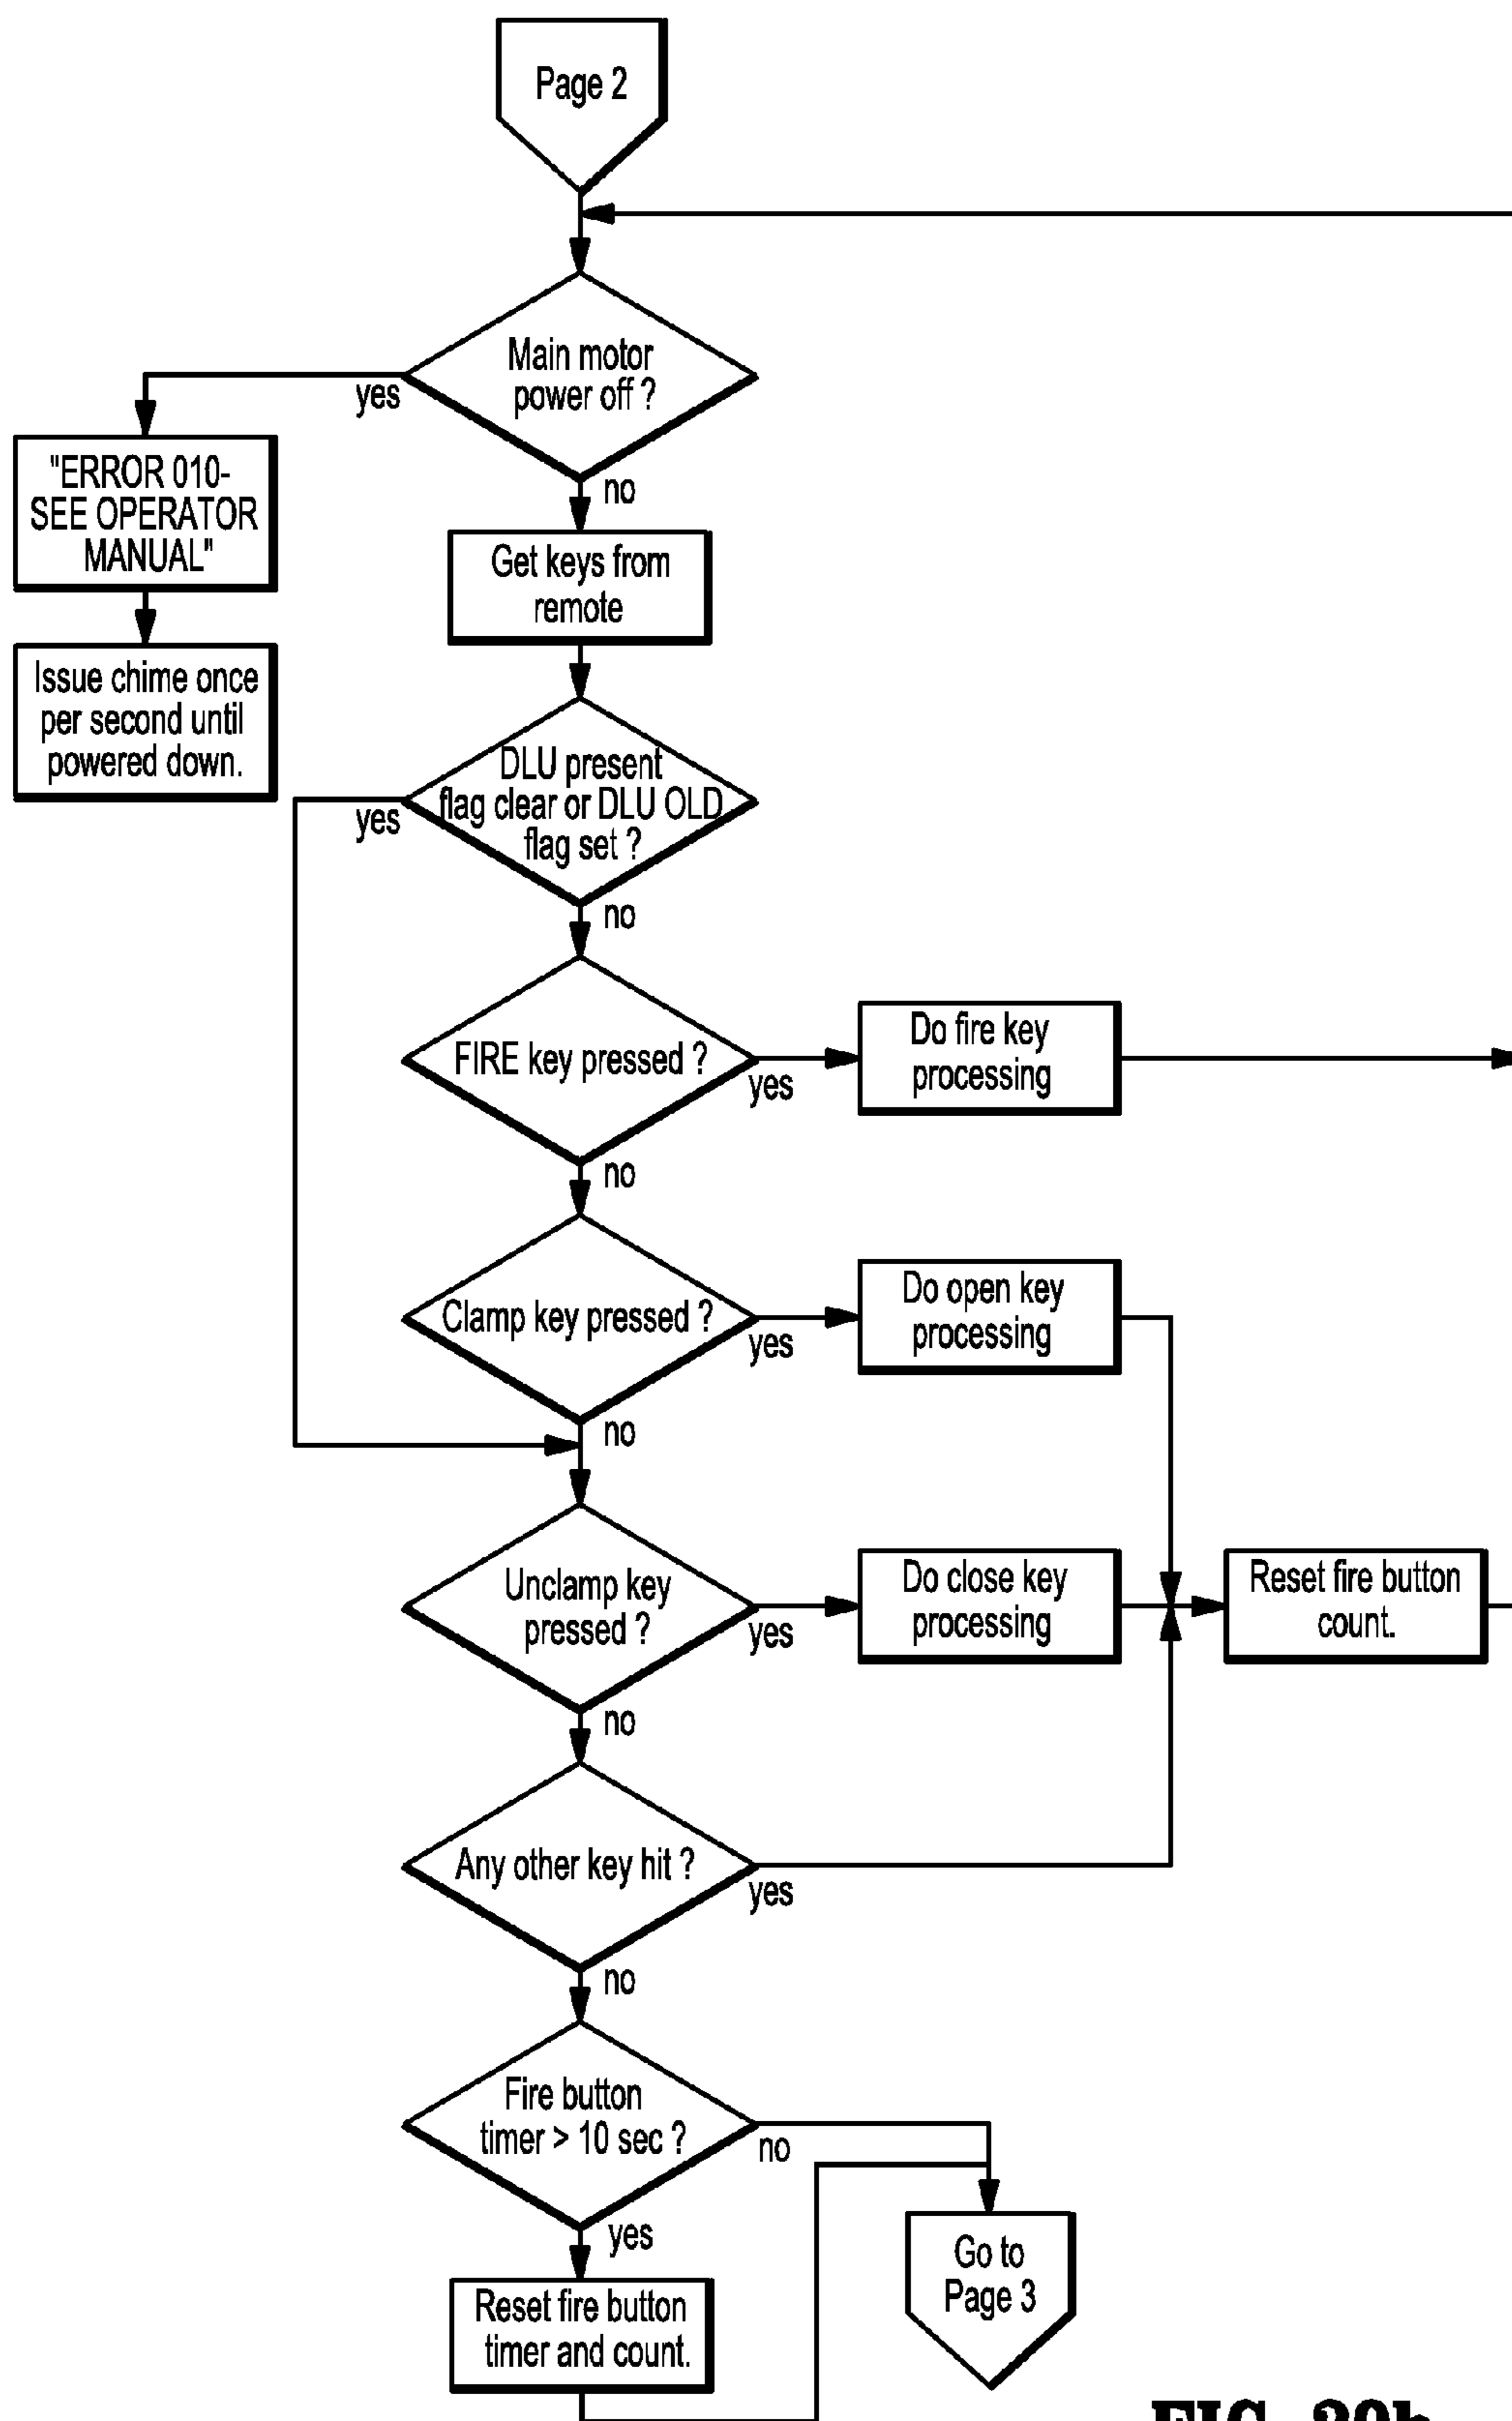 Page 2
Main motor
power off ?
yes
no
"ERROR 010-
SEE OPERATOR
MANUAL"
Get keys from
remote
Issue chime once
per second until
powered down.
DLU present
flag clear or DLU OLD
flag set ?
yes
no
FIRE key pressed ?
yes
Do fire key
processing
no
Clamp key pressed ?
yes
Do open key
processing
no
Unclamp key
pressed ?
yes
Do close key
processing
Reset fire button
count.
no
Any other key hit ?
yes
no
Fire button
timer > 10 sec ?
no
yes
Go to
Page 3
Reset fire button
timer and count.